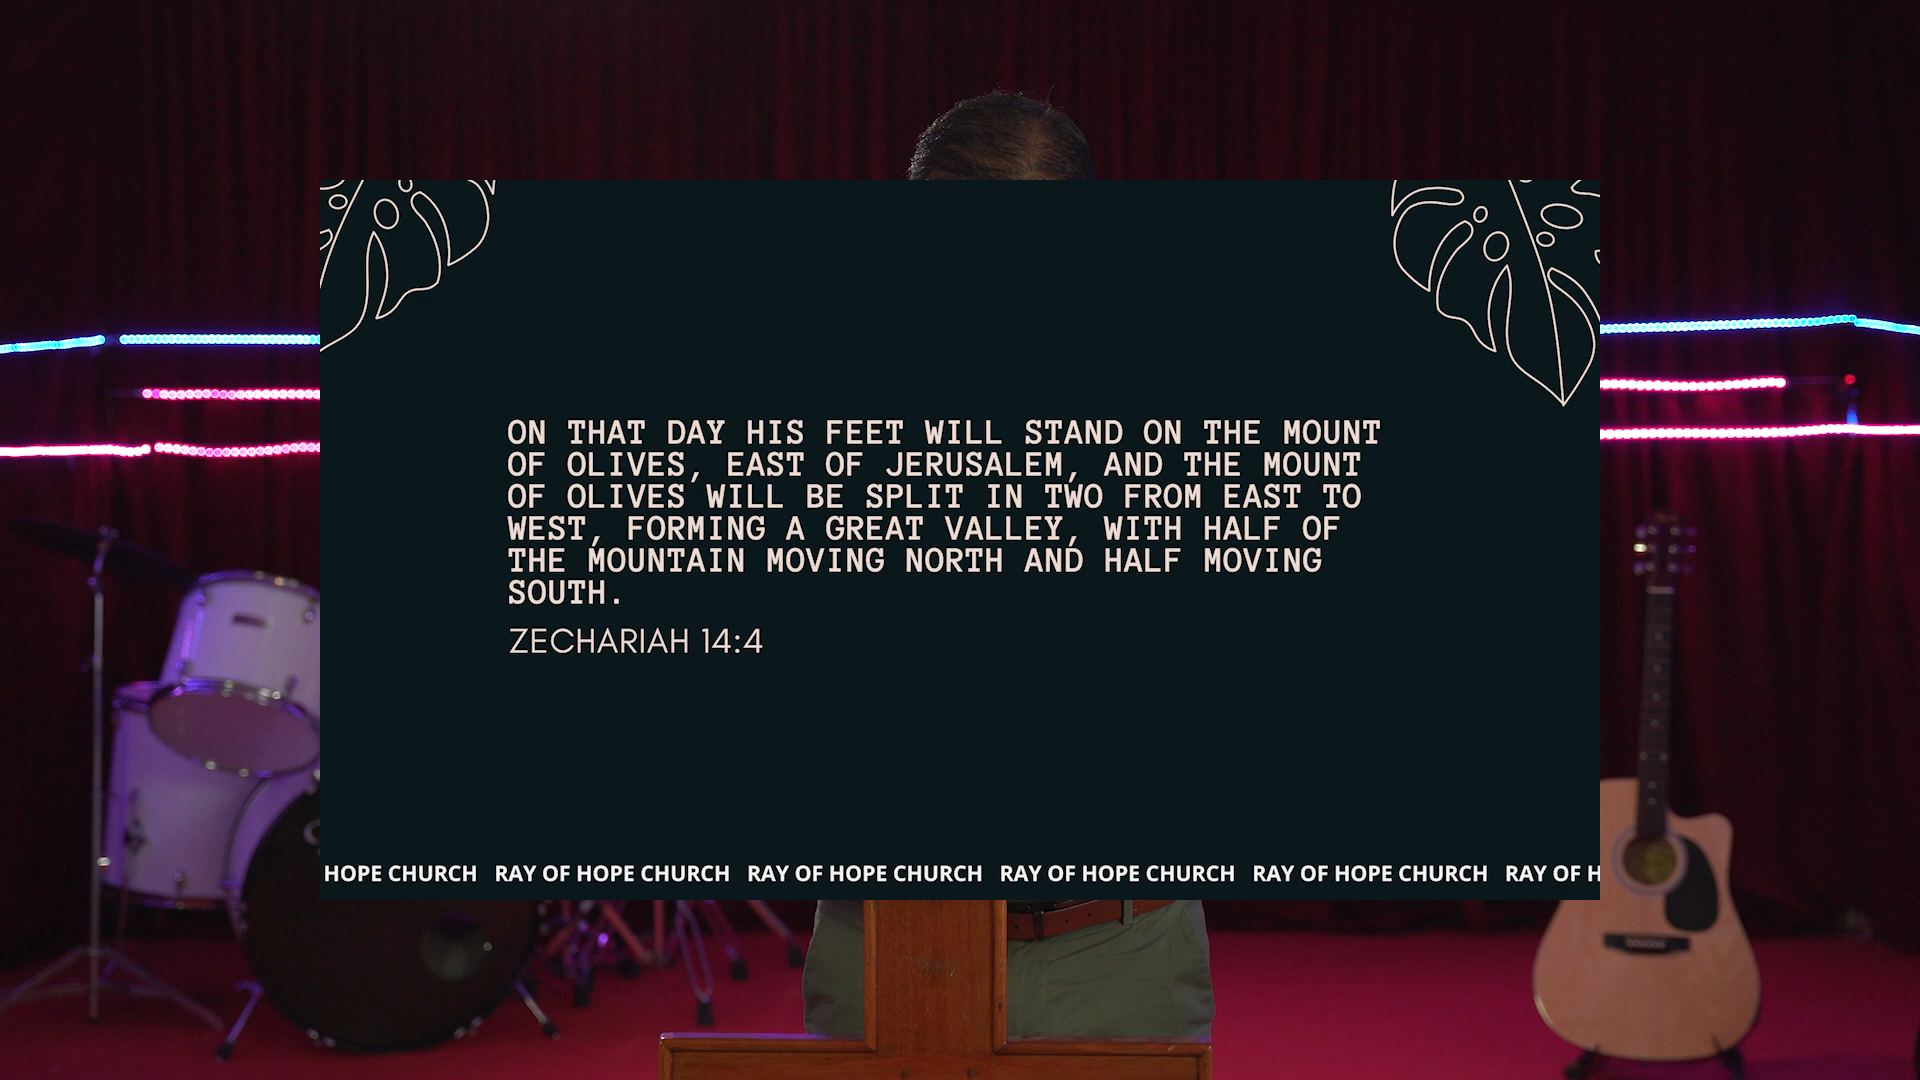 ON THAT DAY HIS FEET WILL STAND ON THE MOUNT
OF OLIVES, EAST OF JERUSALEM, AND THE MOUNT
OF OLIVES WILL BE SPLIT IN TWO FROM EAST TO
WEST, FORMING A GREAT VALLEY, WITH HALF OF
THE MOUNTAIN MOVING NORTH AND HALF MOVING
SOUTH.
ZECHARIAH 14:4
HOPE CHURCH RAY OF HOPE CHURCH RAY OF HOPE CHURCH RAY OF HOPE CHURCH RAY OF HOPE CHURCH RAY OF H